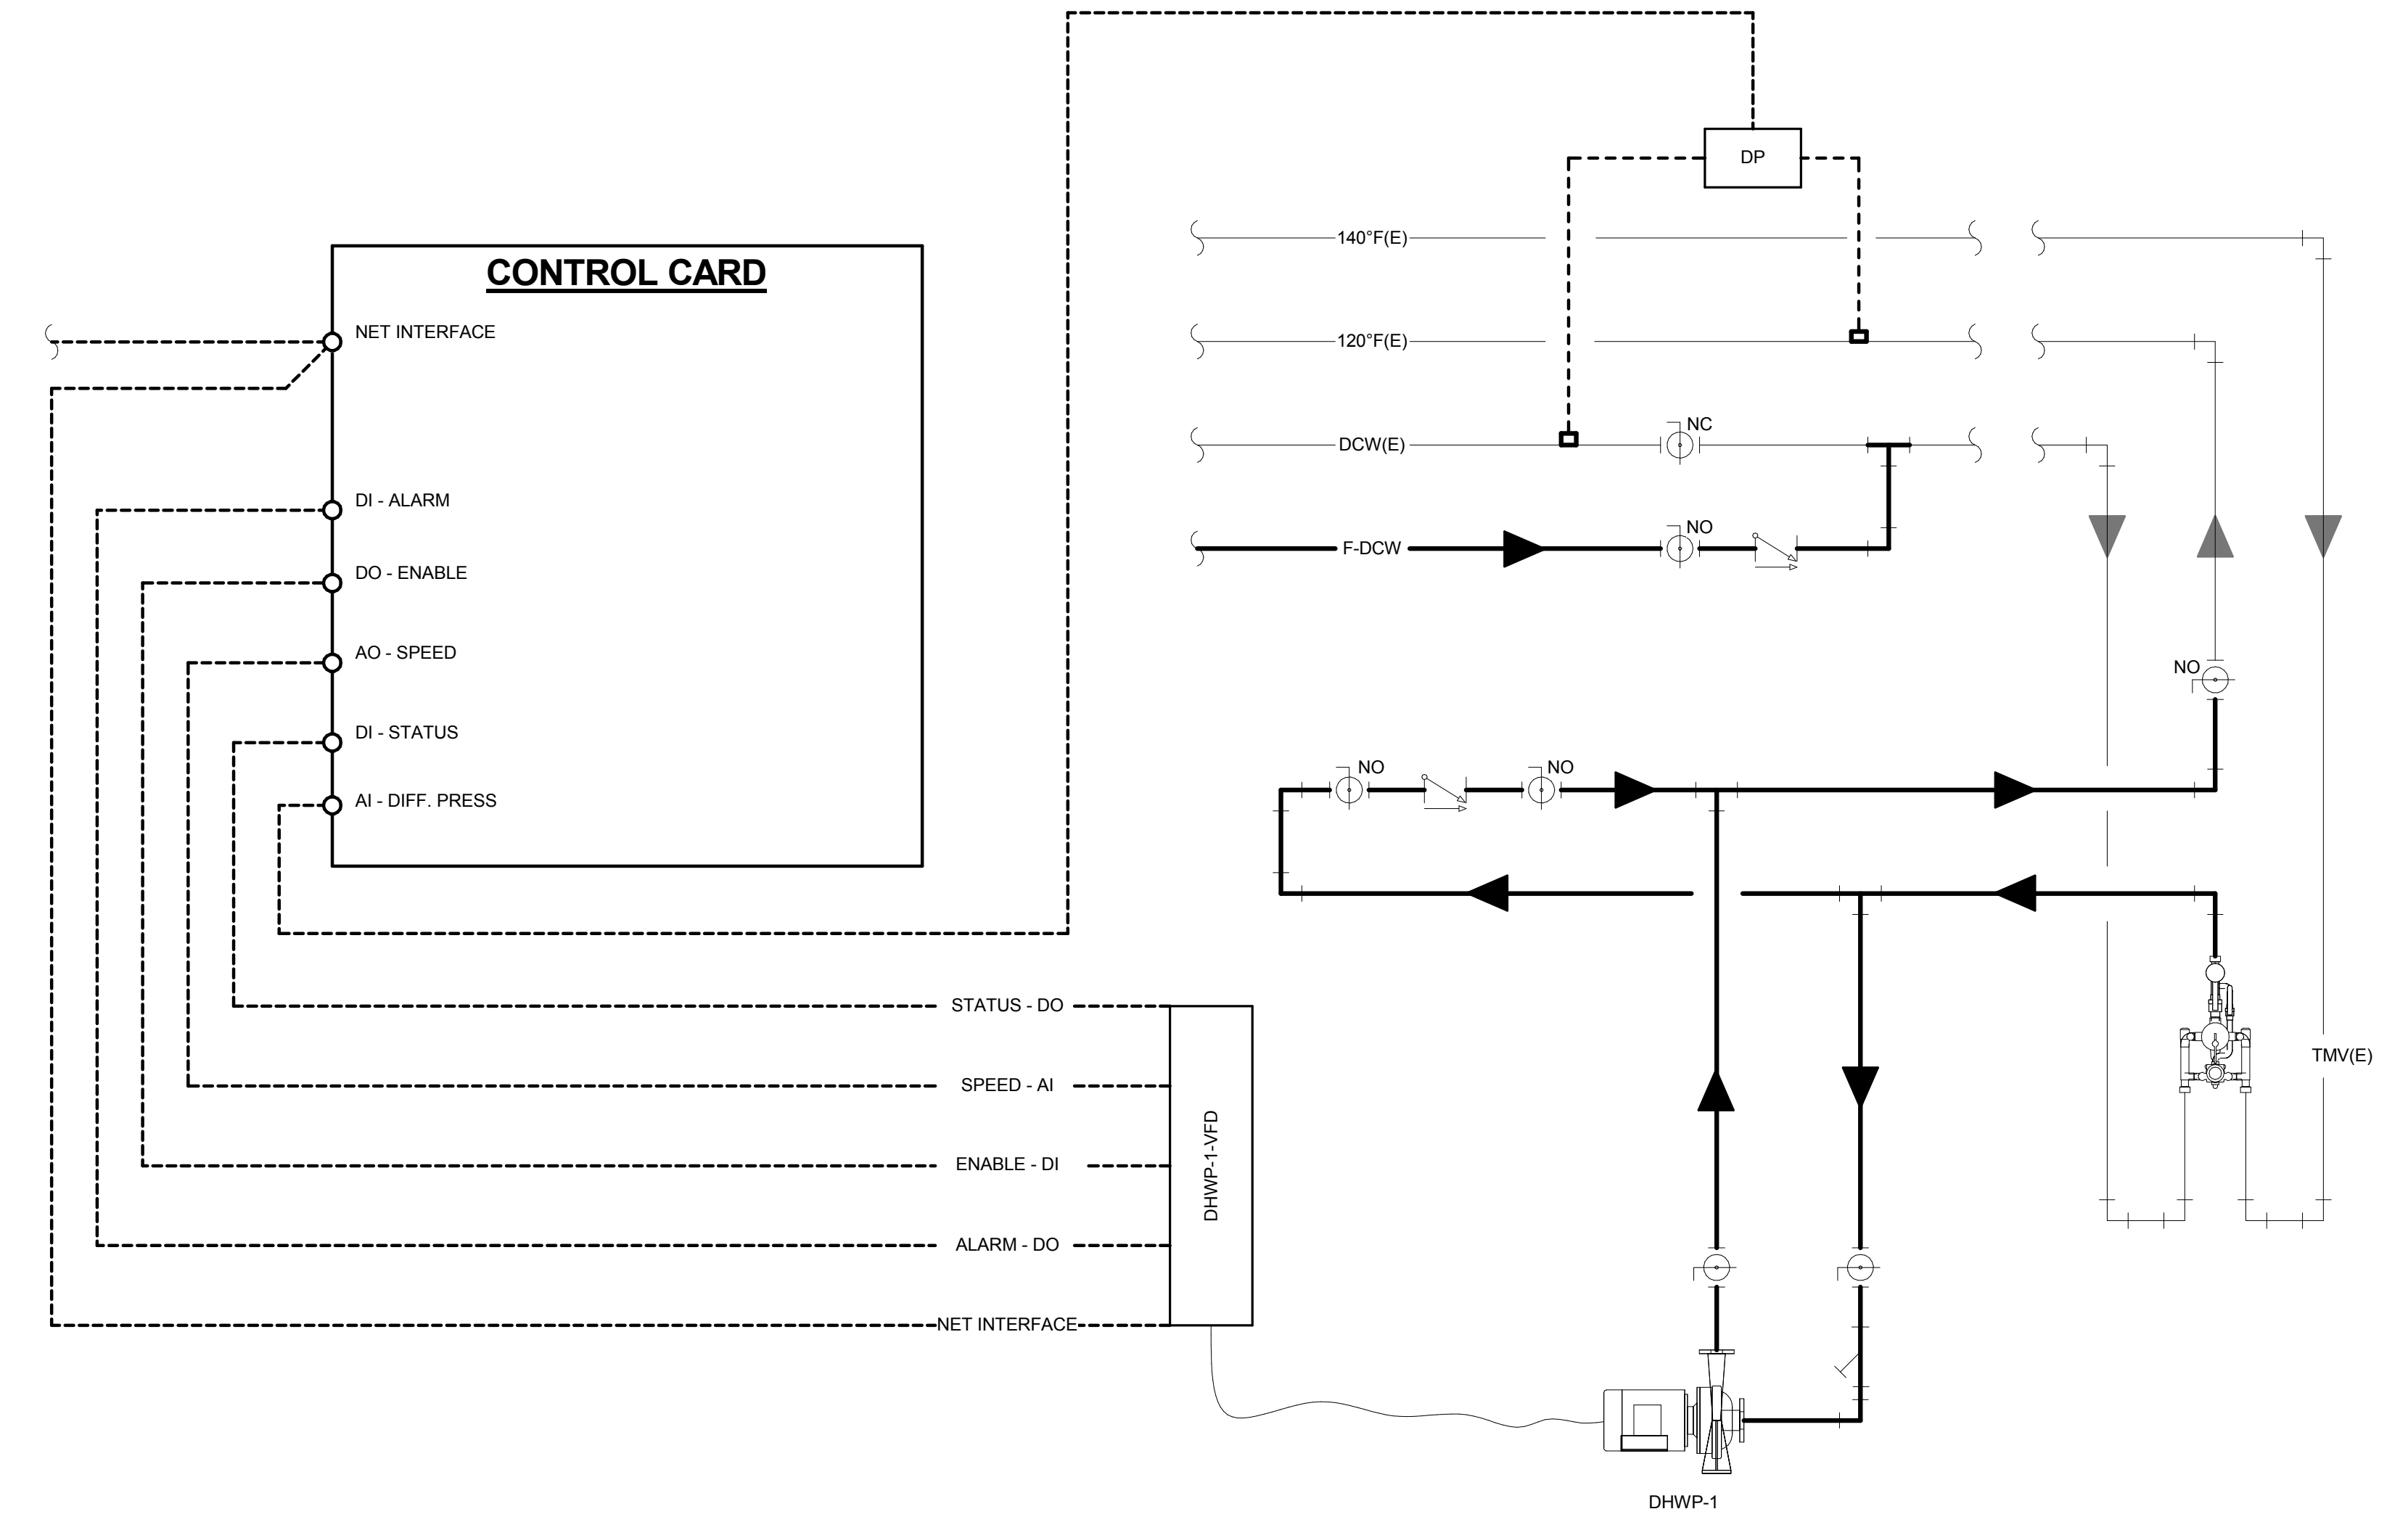 DP
140°F(E)
CONTROL CARD
NET INTERFACE
120°F(E)
NC
DCW(E)
DI - ALARM
NO
F-DCW
DO - ENABLE
AO - SPEED
NO
DI - STATUS
NO
NO
AI - DIFF. PRESS
STATUS - DO
TMV(E)
SPEED - AI
DHWP-1-VFD
ENABLE - DI
ALARM - DO
NET INTERFACE
DHWP-1